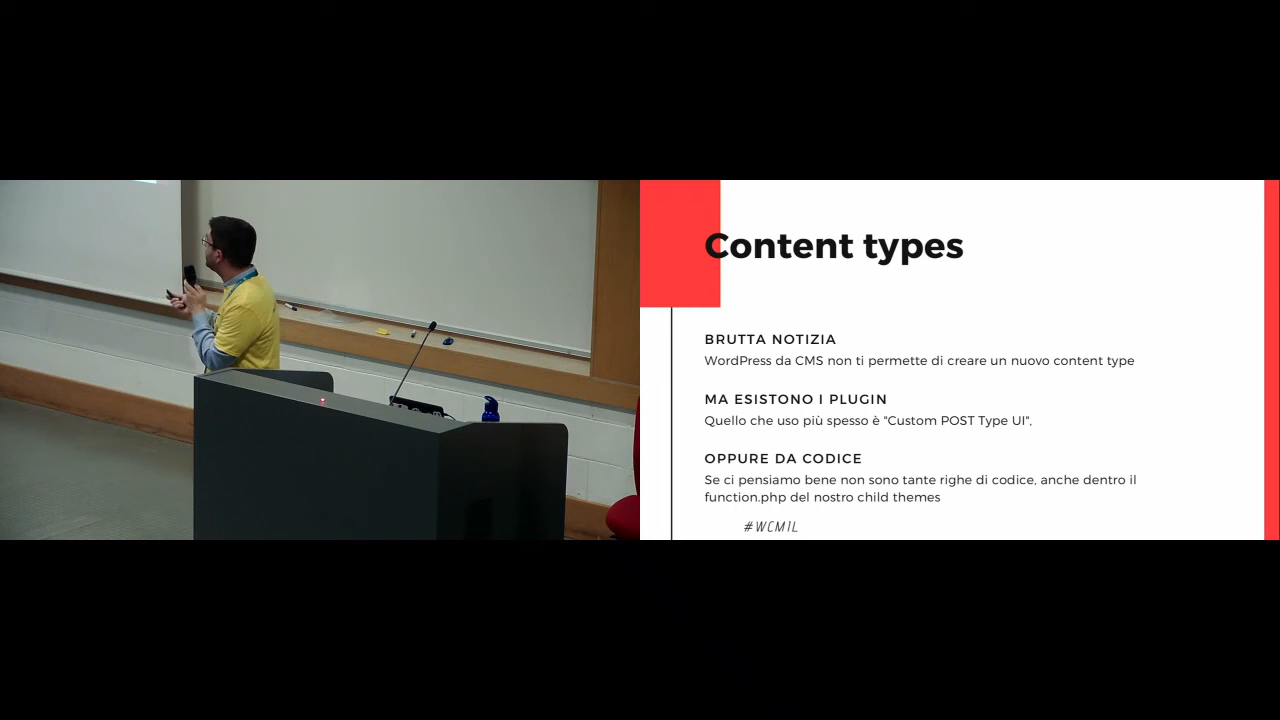 Content types
BRUTTA NOTIZIA
WordPress da CMS non ti permette di creare un nuovo content type
MA ESISTONO I PLUGIN
Quello che uso più spesso è "Custom POST Type UI",
OPPURE DA CODICE
Se ci pensiamo bene non sono tante righe di codice, anche dentro il
function.php del nostro child themes
#WCMIL